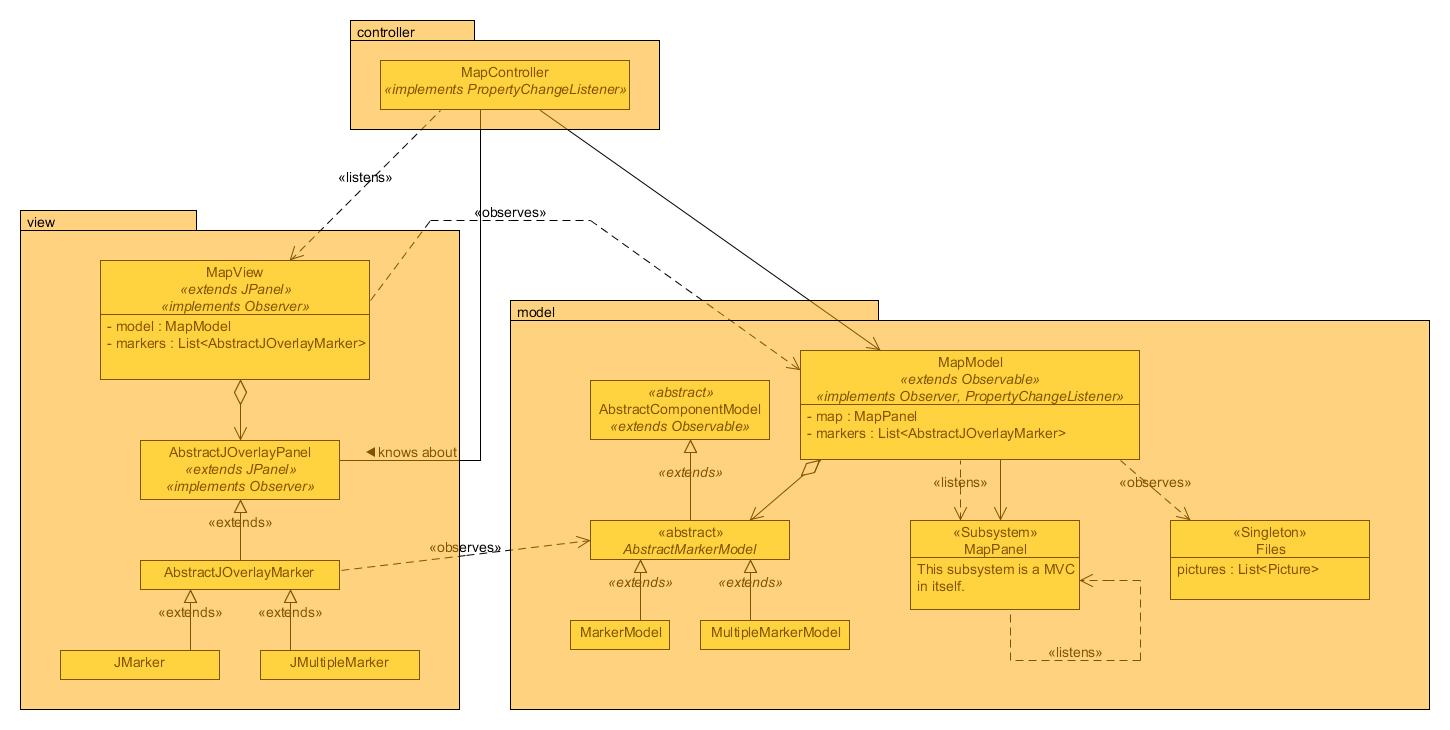 controller
MapController
«implements PropertyChangeListener»
«listens»
«observes»
view
MapView
«extends JPanel»
«implements Observer»
- model : MapModel
- markers : List<AbstractJOverlayMarker>
AbstractJOverlayPanel
«extends JPanel»
«implements Observer»
◀ knows about
«extends»
AbstractJOverlayMarker
«extends»
«extends»
JMarker
JMultipleMarker
«observes»
model
MapModel
«extends Observable»
«implements Observer, PropertyChangeListener»
- map : MapPanel
- markers : List<AbstractJOverlayMarker>
«abstract»
AbstractComponentModel
«extends Observable»
«extends»
«abstract»
AbstractMarkerModel
«extends»
«extends»
MarkerModel
MultipleMarkerModel
«listens»
«observes»
«Subsystem»
MapPanel
This subsystem is a MVC
in itself.
«listens»
«Singleton»
Files
pictures : List<Picture>